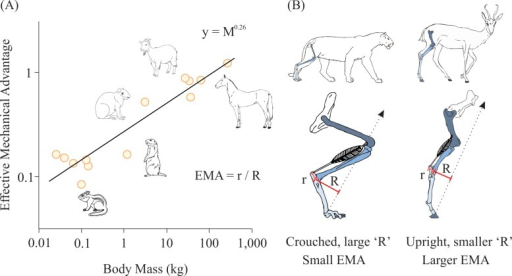 (A)
y = M^0.26
Effective Mechanical Advantage
1
0.1
EMA = r / R
0.01
0.1
1
10
100
1,000
Body Mass (kg)
(B)
r
R
r
R
Crouched, large ‘R’
Small EMA
Upright, smaller ‘R’
Larger EMA